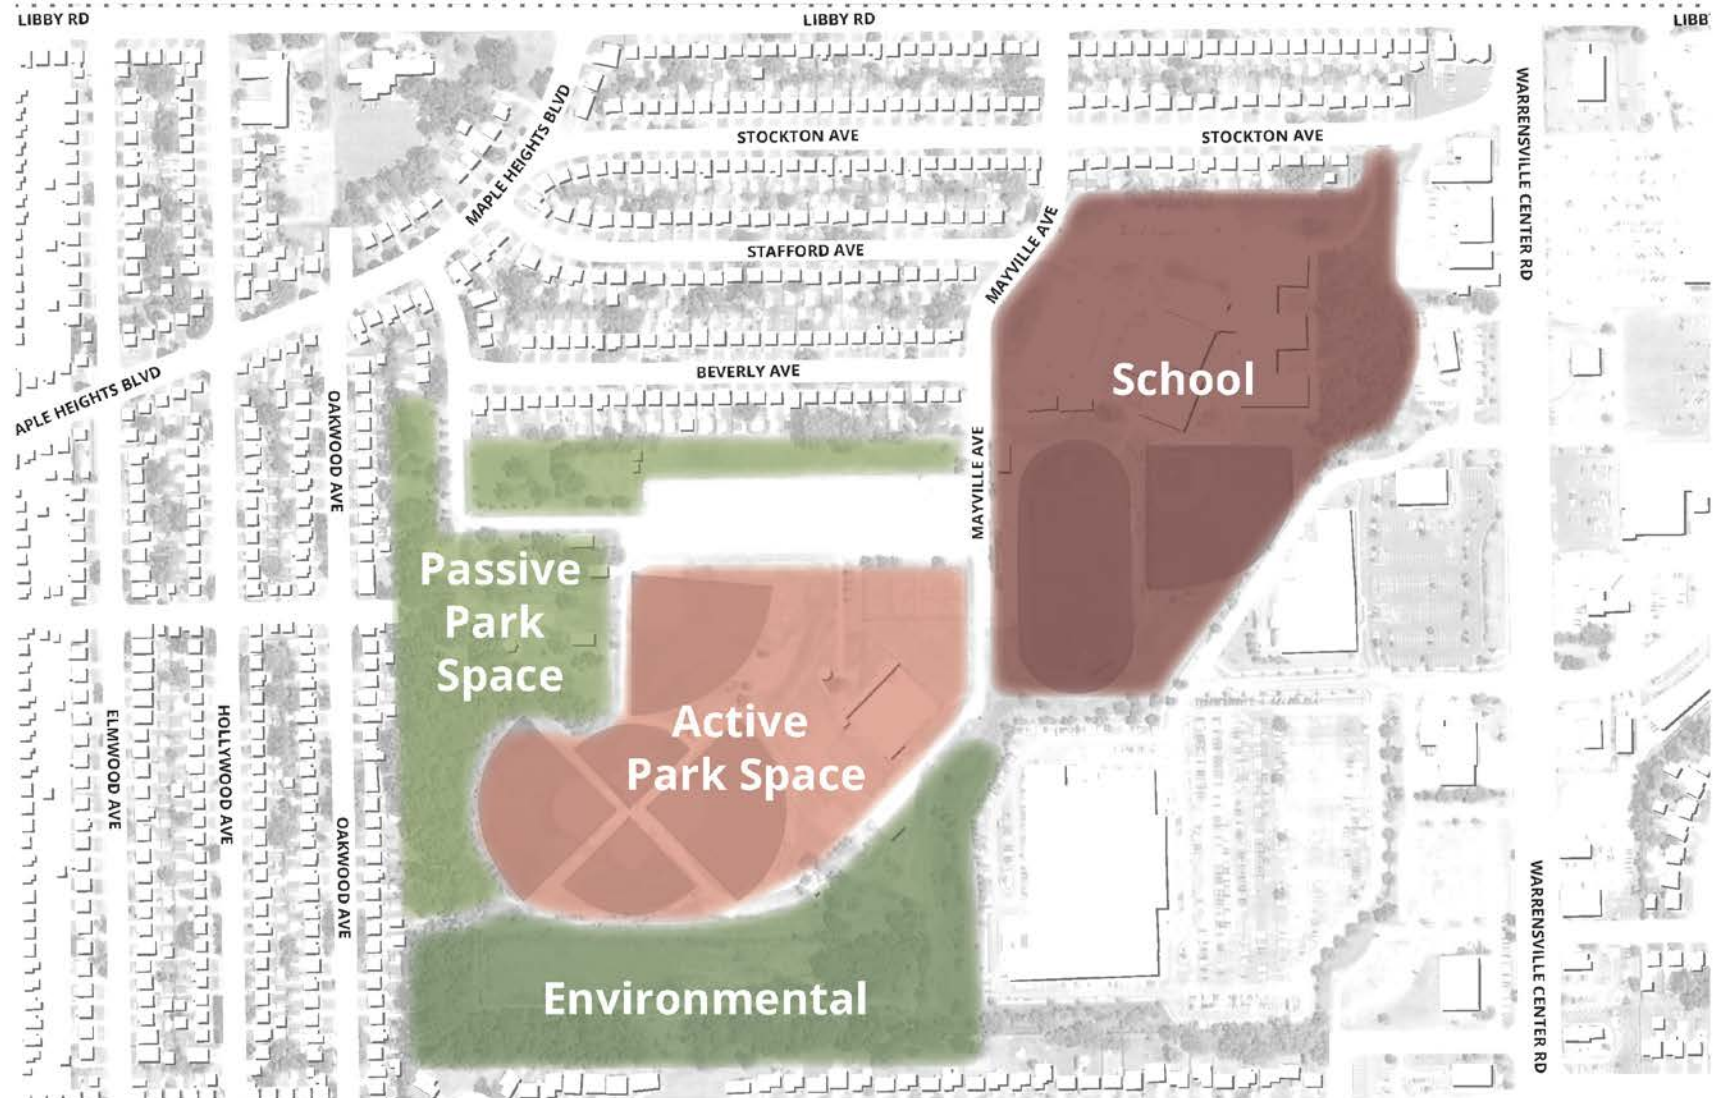 LIBBY RD
LIBBY RD
LIBB
MAPLE HEIGHTS BLVD
WARRENSVILLE CENTER RD
STOCKTON AVE
STOCKTON AVE
STAFFORD AVE
MAYVILLE AVE
BEVERLY AVE
School
APLE HEIGHTS BLVD
OAKWOOD AVE
MAYVILLE AVE
Passive
Park
Space
Active
Park Space
ELMWOOD AVE
HOLLYWOOD AVE
OAKWOOD AVE
WARRENSVILLE CENTER RD
Environmental